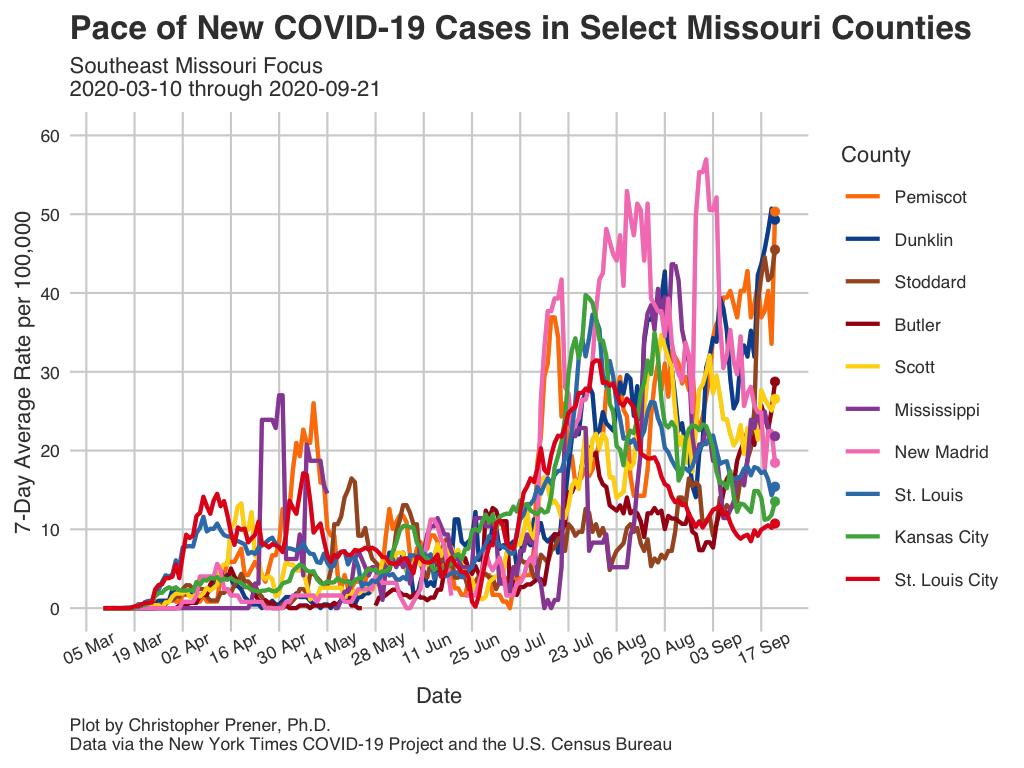 Pace of New COVID-19 Cases in Select Missouri Counties
Southeast Missouri Focus
2020-03-10 through 2020-09-21
7-Day Average Rate per 100,000
60
50
40
30
20
10
0
05 Mar
19 Mar
02 Apr
16 Apr
30 Apr
14 May
28 May
11 Jun
25 Jun
09 Jul
23 Jul
06 Aug
20 Aug
03 Sep
17 Sep
Date
County
Pemiscot
Dunklin
Stoddard
Butler
Scott
Mississippi
New Madrid
St. Louis
Kansas City
St. Louis City
Plot by Christopher Prener, Ph.D.
Data via the New York Times COVID-19 Project and the U.S. Census Bureau